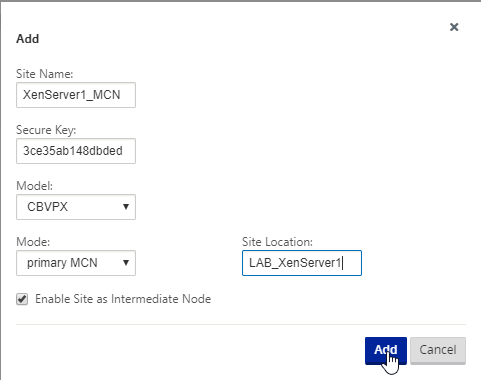 Add
Site Name:
XenServer1_MCN
Secure Key:
3ce35ab148dbded
Model:
CBVPX
Mode:
primary MCN
Site Location:
LAB_XenServer1
Enable Site as Intermediate Node
Add
Cancel